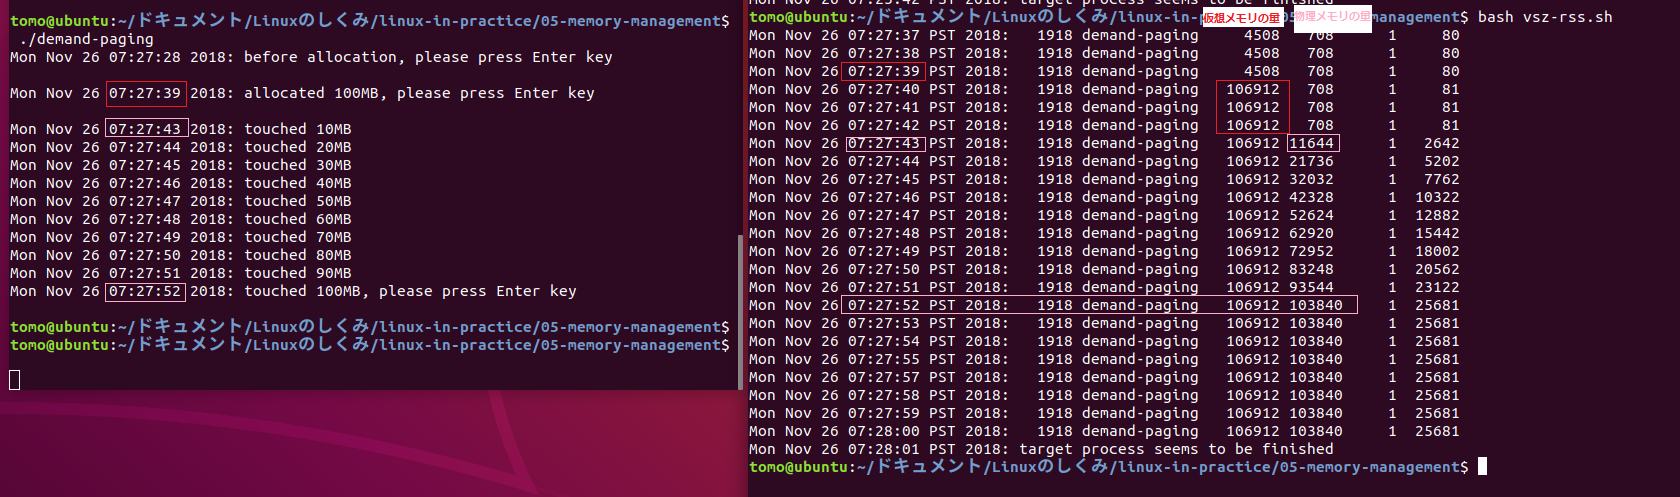 tomo@ubuntu:~/ドキュメント/Linuxのしくみ/linux-in-practice/05-memory-management$
./demand-paging
Mon Nov 26 07:27:28 2018: before allocation, please press Enter key
Mon Nov 26 07:27:39 2018: allocated 100MB, please press Enter key
Mon Nov 26 07:27:43 2018: touched 10MB
Mon Nov 26 07:27:44 2018: touched 20MB
Mon Nov 26 07:27:45 2018: touched 30MB
Mon Nov 26 07:27:46 2018: touched 40MB
Mon Nov 26 07:27:47 2018: touched 50MB
Mon Nov 26 07:27:48 2018: touched 60MB
Mon Nov 26 07:27:49 2018: touched 70MB
Mon Nov 26 07:27:50 2018: touched 80MB
Mon Nov 26 07:27:51 2018: touched 90MB
Mon Nov 26 07:27:52 2018: touched 100MB, please press Enter key
tomo@ubuntu:~/ドキュメント/Linuxのしくみ/linux-in-practice/05-memory-management$
tomo@ubuntu:~/ドキュメント/Linuxのしくみ/linux-in-practice/05-memory-management$
Mon Nov 26 07:25:42 PST 2018: target process seems to be finished
仮想メモリの量
物理メモリの量
tomo@ubuntu:~/ドキュメント/Linuxのしくみ/linux-in-pr management$ bash vsz-rss.sh
Mon Nov 26 07:27:37 PST 2018: 1918 demand-paging 4508 708 1 80
Mon Nov 26 07:27:38 PST 2018: 1918 demand-paging 4508 708 1 80
Mon Nov 26 07:27:39 PST 2018: 1918 demand-paging 4508 708 1 80
Mon Nov 26 07:27:40 PST 2018: 1918 demand-paging 106912 708 1 81
Mon Nov 26 07:27:41 PST 2018: 1918 demand-paging 106912 708 1 81
Mon Nov 26 07:27:42 PST 2018: 1918 demand-paging 106912 708 1 81
Mon Nov 26 07:27:43 PST 2018: 1918 demand-paging 106912 11644 1 2642
Mon Nov 26 07:27:44 PST 2018: 1918 demand-paging 106912 21736 1 5202
Mon Nov 26 07:27:45 PST 2018: 1918 demand-paging 106912 32032 1 7762
Mon Nov 26 07:27:46 PST 2018: 1918 demand-paging 106912 42328 1 10322
Mon Nov 26 07:27:47 PST 2018: 1918 demand-paging 106912 52624 1 12882
Mon Nov 26 07:27:48 PST 2018: 1918 demand-paging 106912 62920 1 15442
Mon Nov 26 07:27:49 PST 2018: 1918 demand-paging 106912 72952 1 18002
Mon Nov 26 07:27:50 PST 2018: 1918 demand-paging 106912 83248 1 20562
Mon Nov 26 07:27:51 PST 2018: 1918 demand-paging 106912 93544 1 23122
Mon Nov 26 07:27:52 PST 2018: 1918 demand-paging 106912 103840 1 25681
Mon Nov 26 07:27:53 PST 2018: 1918 demand-paging 106912 103840 1 25681
Mon Nov 26 07:27:54 PST 2018: 1918 demand-paging 106912 103840 1 25681
Mon Nov 26 07:27:55 PST 2018: 1918 demand-paging 106912 103840 1 25681
Mon Nov 26 07:27:57 PST 2018: 1918 demand-paging 106912 103840 1 25681
Mon Nov 26 07:27:58 PST 2018: 1918 demand-paging 106912 103840 1 25681
Mon Nov 26 07:27:59 PST 2018: 1918 demand-paging 106912 103840 1 25681
Mon Nov 26 07:28:00 PST 2018: 1918 demand-paging 106912 103840 1 25681
Mon Nov 26 07:28:01 PST 2018: target process seems to be finished
tomo@ubuntu:~/ドキュメント/Linuxのしくみ/linux-in-practice/05-memory-management$